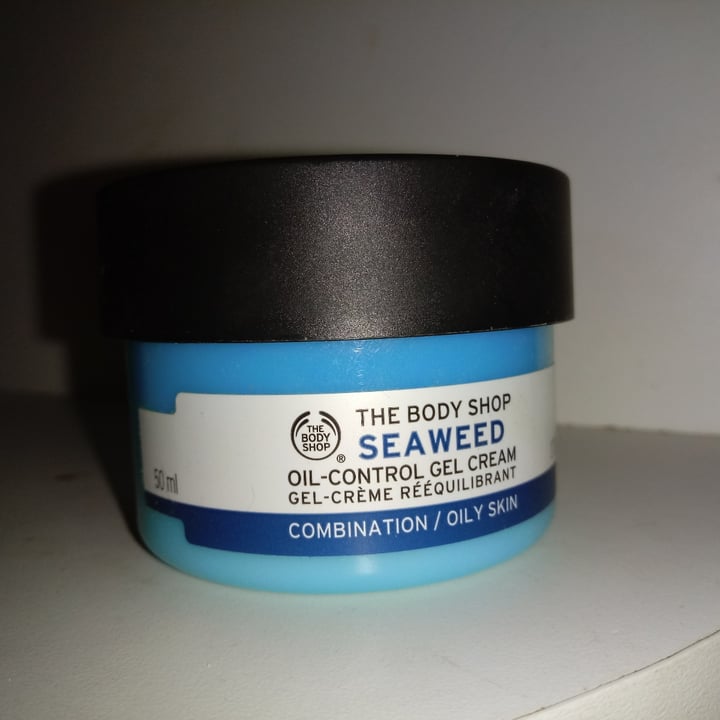 THE BODY SHOP
SEAWEED
OIL-CONTROL GEL CREAM
GEL-CRÈME RÉÉQUILIBRANT
COMBINATION / OILY SKIN
THE
BODY
SHOP
®
50 ml